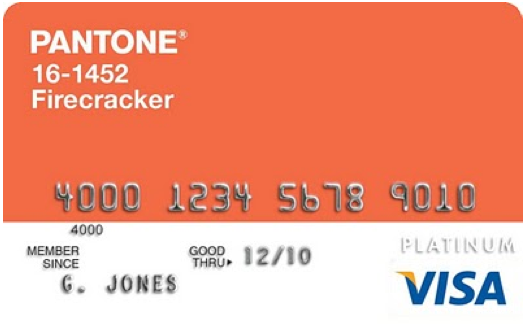 PANTONE®
16-1452
Firecracker
4000 1234 5678 9010
4000
MEMBER SINCE
GOOD THRU▸ 12/10
PLATINUM
G. JONES
VISA